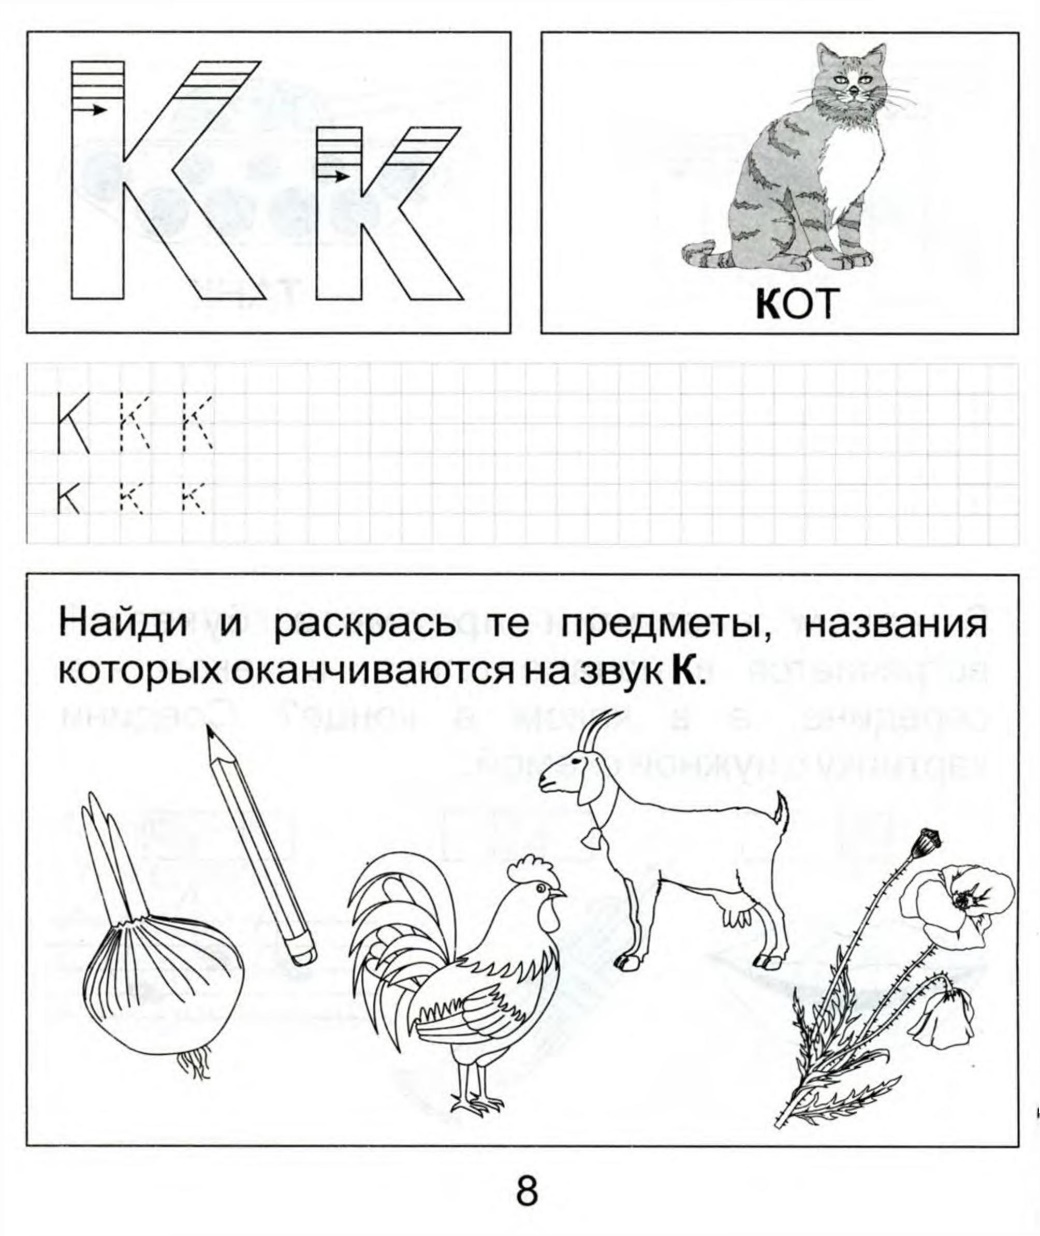 К к
КОТ
К К К
к к к
Найди и раскрась те предметы, названия
которых оканчиваются на звук К.
8